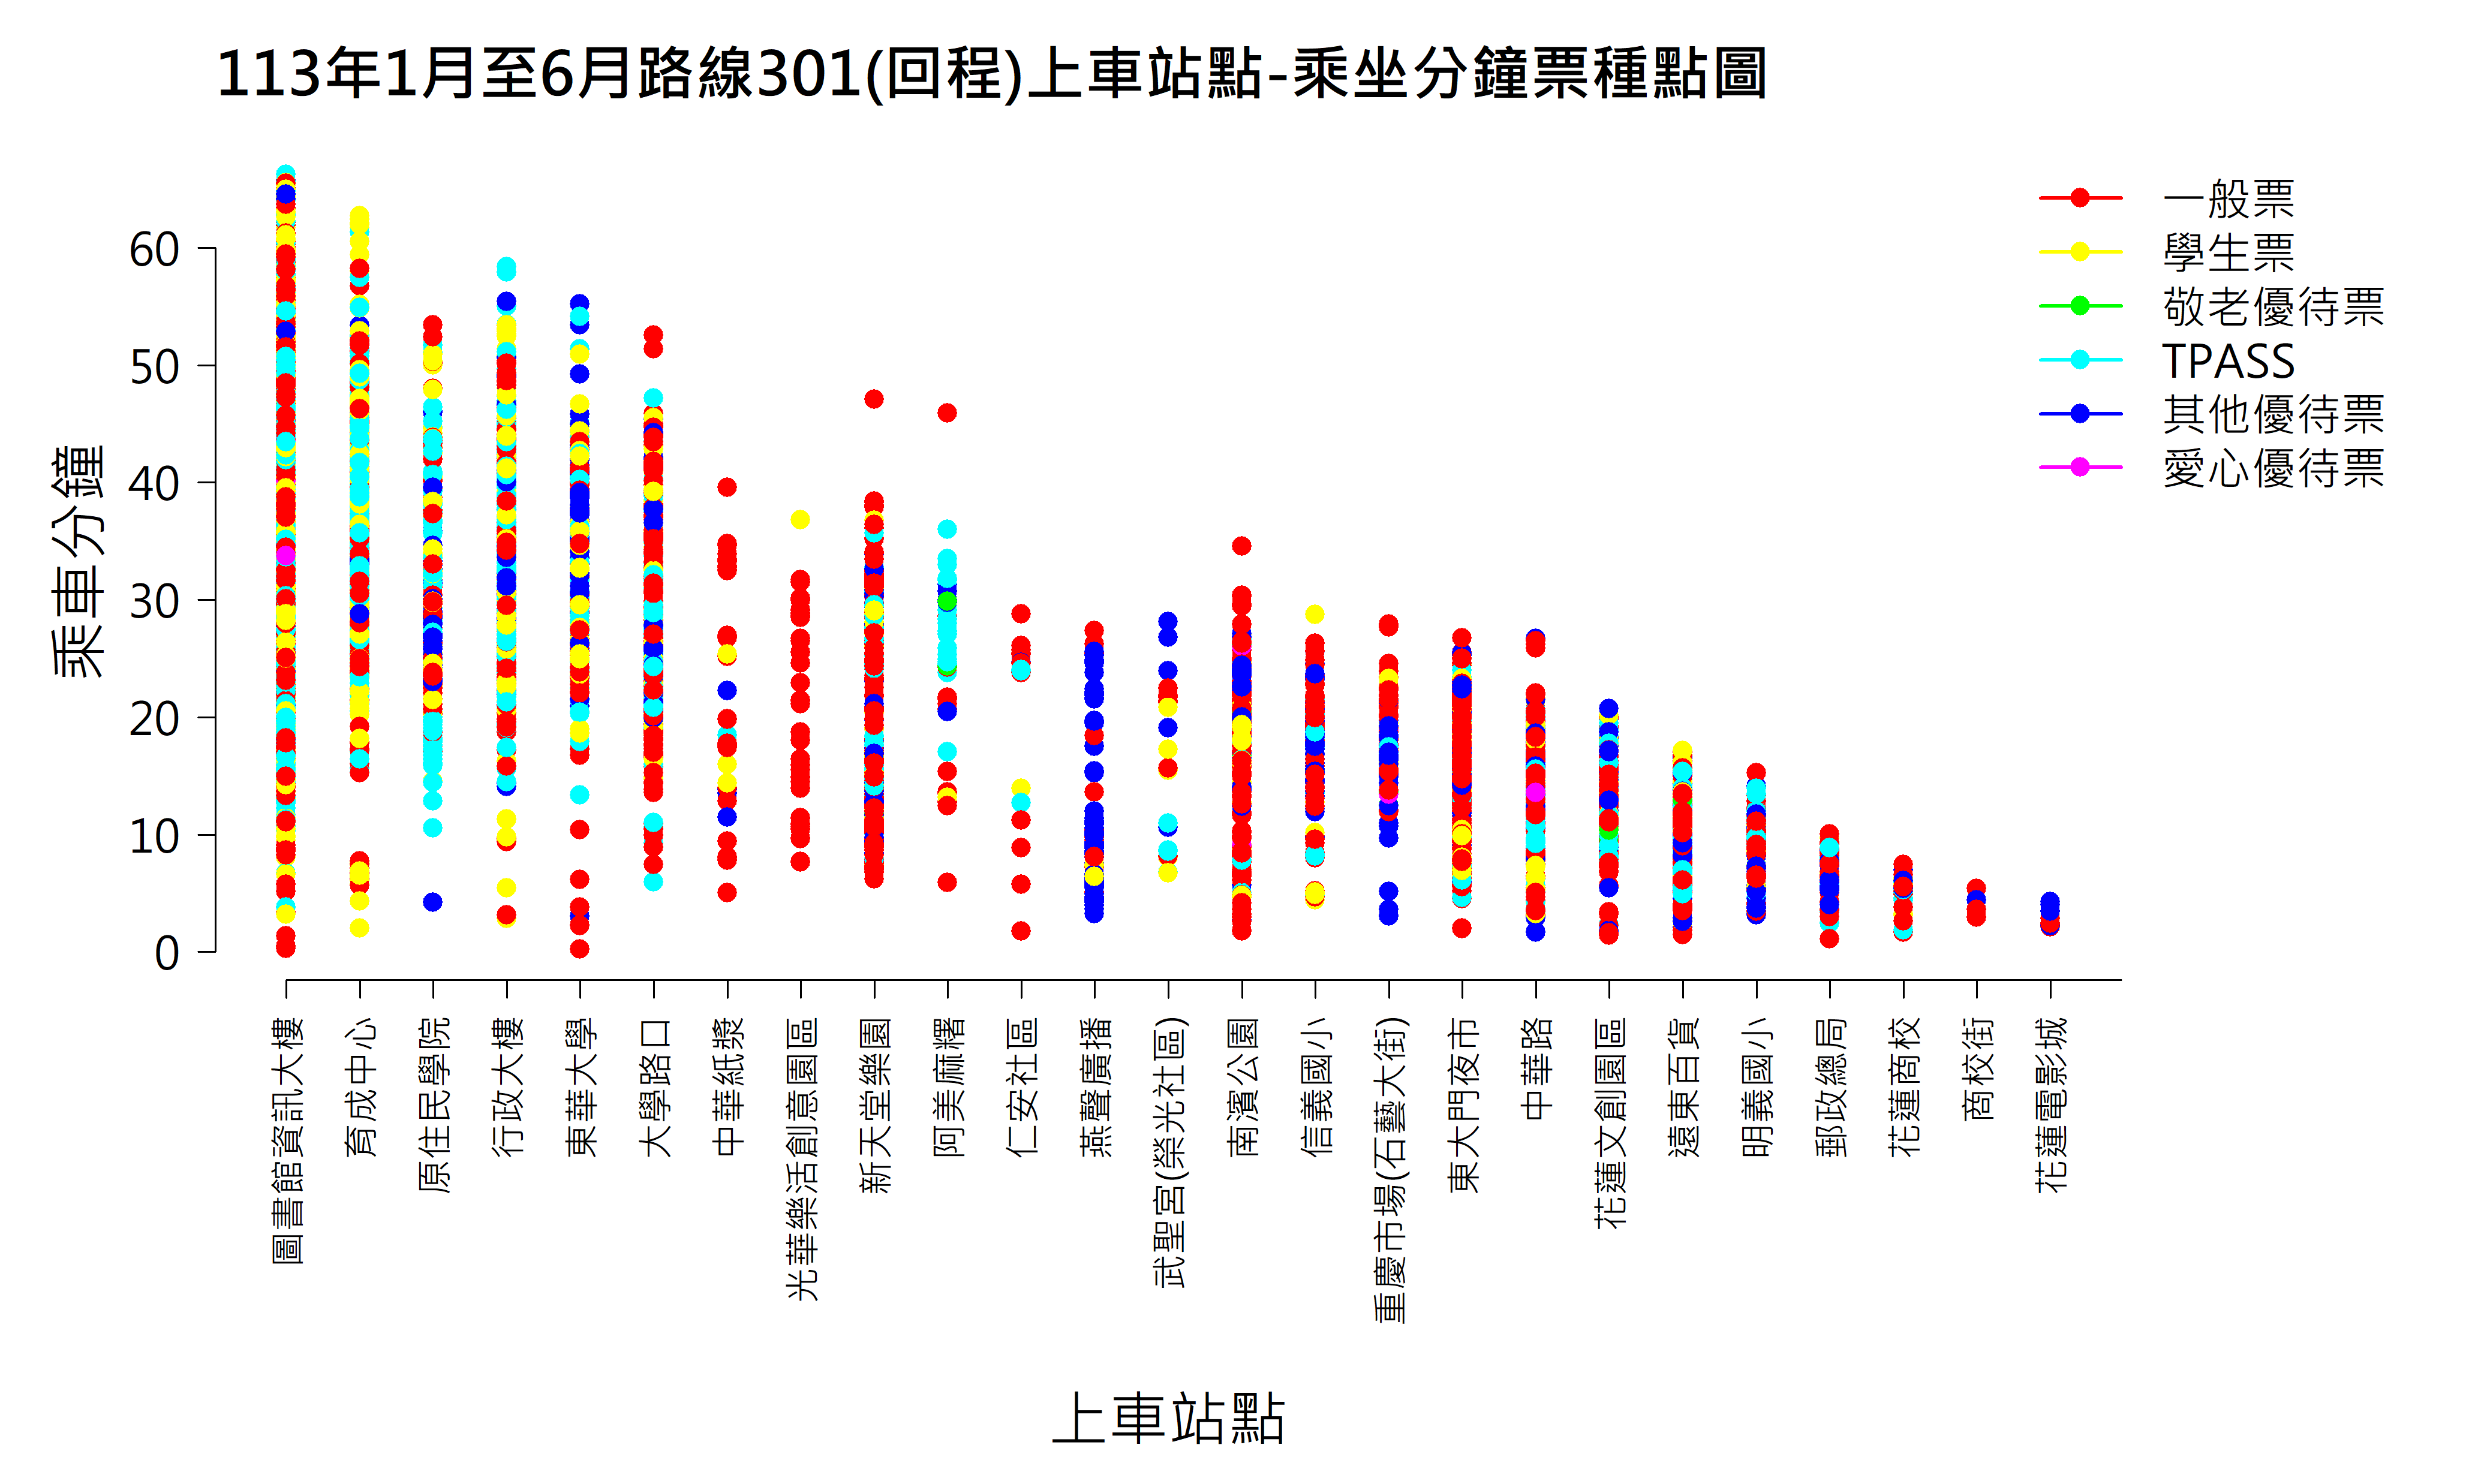 113年1月至6月路線301(回程)上車站點-乘坐分鐘票種點圖
一般票
學生票
敬老優待票
TPASS
其他優待票
愛心優待票
乘車分鐘
60
50
40
30
20
10
0
圖書館資訊大樓
育成中心
原住民學院
行政大樓
東華大學
大學路口
中華紙漿
光華樂活創意園區
新天堂樂園
阿美麻糬
仁安社區
燕聲廣播
武聖宮(榮光社區)
南濱公園
信義國小
重慶市場(石藝大街)
東大門夜市
中華路
花蓮文創園區
遠東百貨
明義國小
郵政總局
花蓮商校
商校街
花蓮電影城
上車站點